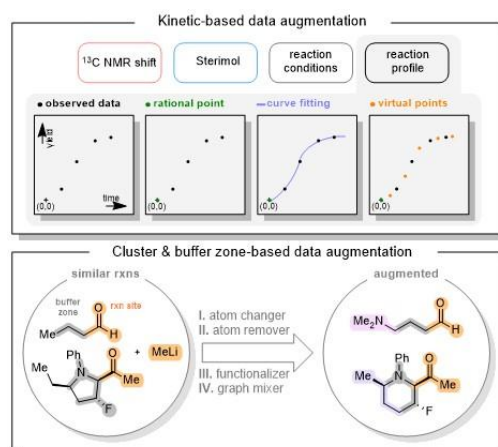 Kinetic-based data augmentation
¹³C NMR shift
Sterimol
reaction
conditions
reaction
profile
observed data
rational point
curve fitting
virtual points
yield
time
(0,0)
(0,0)
(0,0)
(0,0)
Cluster & buffer zone-based data augmentation
similar rxns
augmented
buffer
zone
rxn site
O
H
Me
+
MeLi
Ph
N
O
Me
Et
F
I. atom changer
II. atom remover
III. functionalizer
IV. graph mixer
Me₂N
O
H
Me
Ph
N
O
Me
F